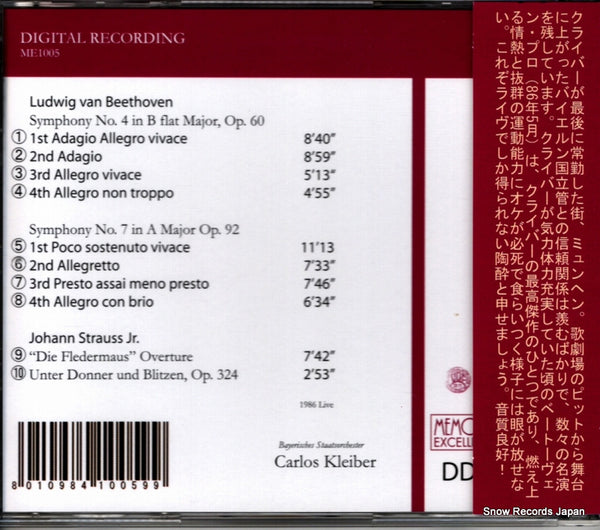 DIGITAL RECORDING
ME1005
Ludwig van Beethoven
Symphony No. 4 in B flat Major, Op. 60
① 1st Adagio Allegro vivace 8'40"
② 2nd Adagio 8'59"
③ 3rd Allegro vivace 5'13"
④ 4th Allegro non troppo 4'55"
Symphony No. 7 in A Major Op. 92
⑤ 1st Poco sostenuto vivace 11'13
⑥ 2nd Allegretto 7'33"
⑦ 3rd Presto assai meno presto 7'46"
⑧ 4th Allegro con brio 6'34"
Johann Strauss Jr.
⑨ "Die Fledermaus" Overture 7'42"
⑩ Unter Donner und Blitzen, Op. 324 2'53"
1986 Live
Bayerisches Staatsorchester
Carlos Kleiber
8 010984 100599
MEMO
EXCELL
DD
クライバーが最後に常勤した街、ミュンヘン。歌劇場のピットから舞台
に上がったバイエルン国立管との信頼関係は羨むばかりで、数々の名演
を残しています。クライバーが気力体力充実していた頃のベートーヴェ
ン・プロ（86年5月）は、クライバーの最高傑作のひとつであり、燃え上
る情熱と抜群の運動能力にオケが必死で食らいつく様子には眼が放せな
い。これぞライヴでしか得られない陶酔と申せましょう。音質良好！
Snow Records Japan